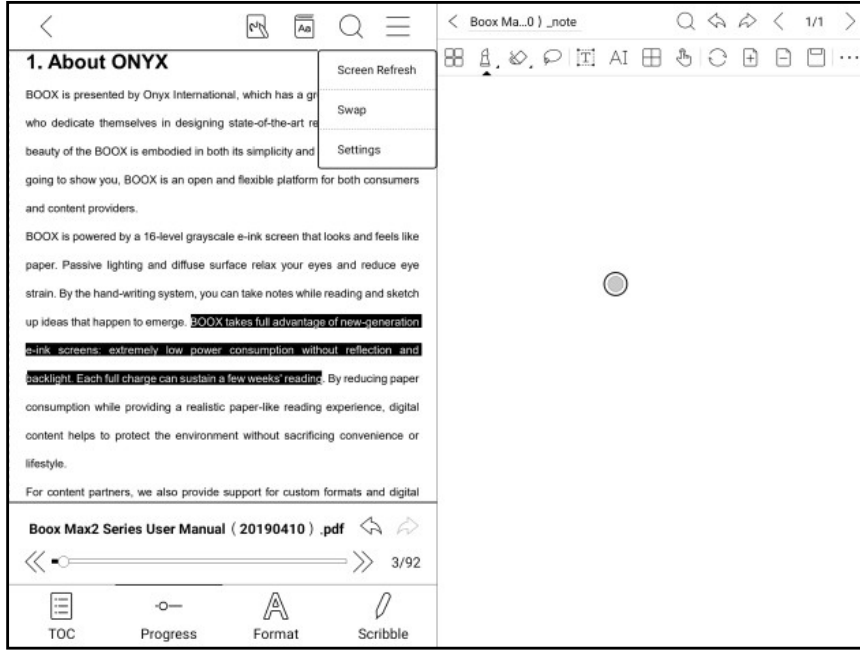 1. About ONYX
BOOX is presented by Onyx International, which has a gr
who dedicate themselves in designing state-of-the-art re
beauty of the BOOX is embodied in both its simplicity and
going to show you, BOOX is an open and flexible platform for both consumers
and content providers.
BOOX is powered by a 16-level grayscale e-ink screen that looks and feels like
paper. Passive lighting and diffuse surface relax your eyes and reduce eye
strain. By the hand-writing system, you can take notes while reading and sketch
up ideas that happen to emerge. BOOX takes full advantage of new-generation
e-ink screens: extremely low power consumption without reflection and
backlight. Each full charge can sustain a few weeks' reading. By reducing paper
consumption while providing a realistic paper-like reading experience, digital
content helps to protect the environment without sacrificing convenience or
lifestyle.
For content partners, we also provide support for custom formats and digital
Aa
Screen Refresh
Swap
Settings
Boox Max2 Series User Manual ( 20190410 ) .pdf
3/92
TOC Progress Format Scribble
Boox Ma...0 ) _note
1/1
T AI